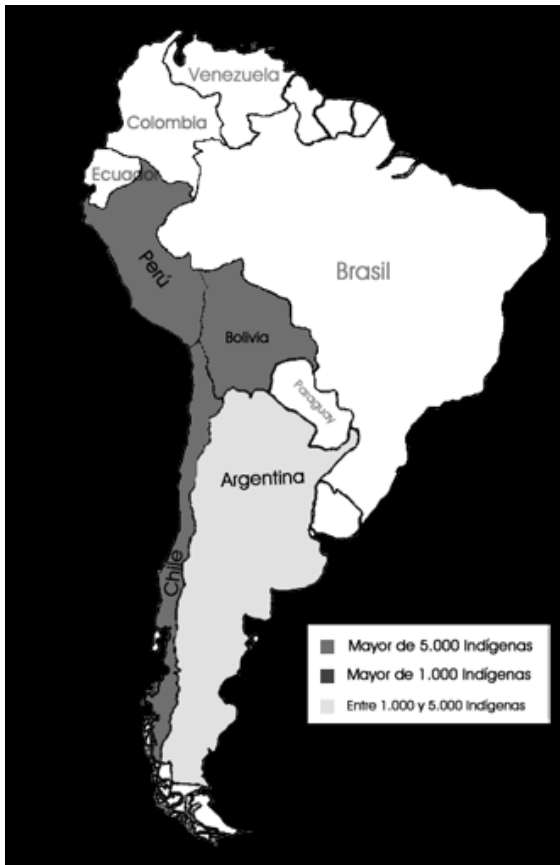 Venezuela
Colombia
Ecuador
Perú
Brasil
Bolivia
Paraguay
Argentina
Chile
Mayor de 5.000 Indígenas
Mayor de 1.000 Indígenas
Entre 1.000 y 5.000 Indígenas